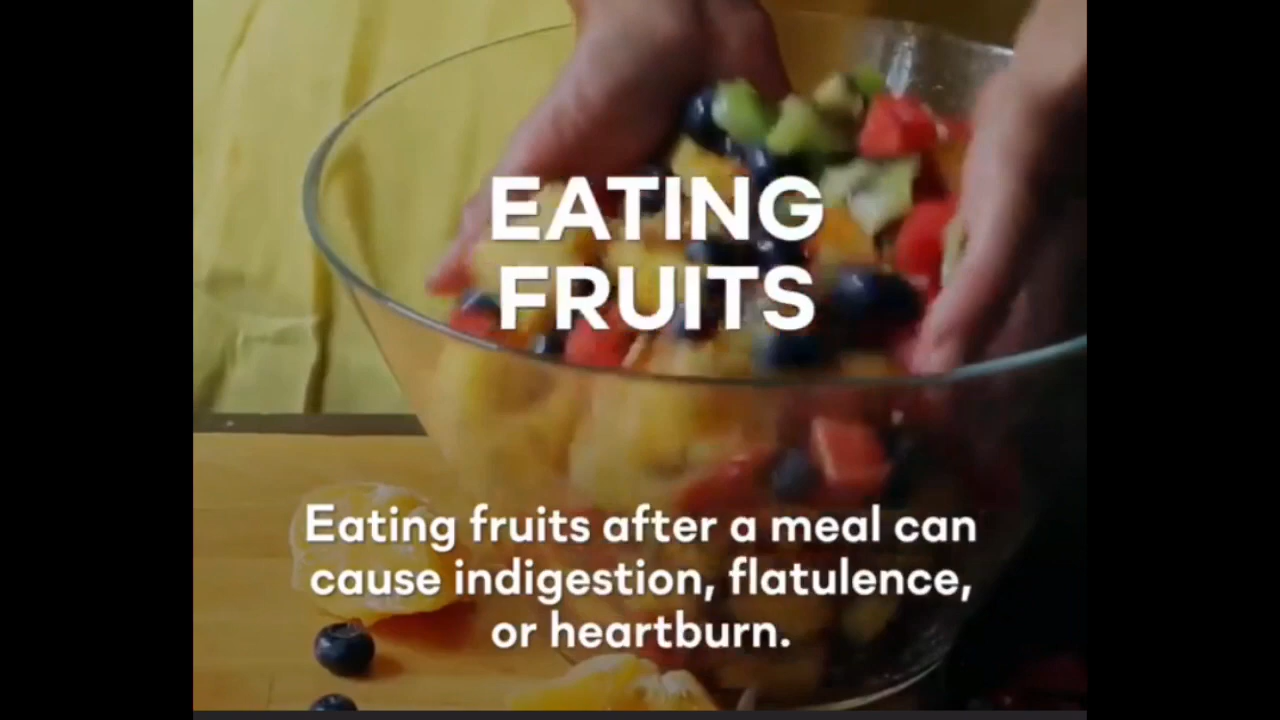 EATING
FRUITS
Eating fruits after a meal can
cause indigestion, flatulence,
or heartburn.